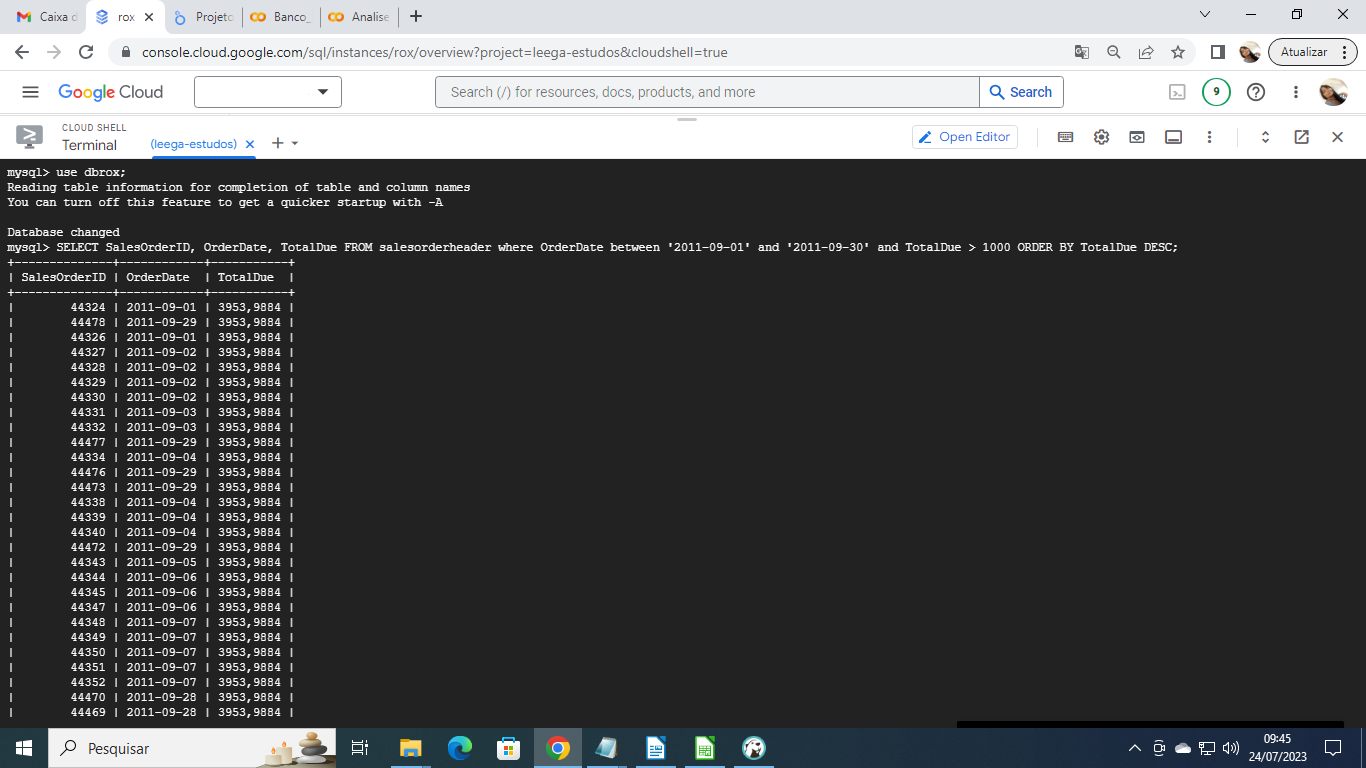 Caixa d
rox
Projeto
Banco_
Analise
console.cloud.google.com/sql/instances/rox/overview?project=leega-estudos&cloudshell=true
Atualizar
Google Cloud
Search (/) for resources, docs, products, and more
Search
9
CLOUD SHELL
Terminal
(leega-estudos)
Open Editor
mysql> use dbrox;
Reading table information for completion of table and column names
You can turn off this feature to get a quicker startup with -A
Database changed
mysql> SELECT SalesOrderID, OrderDate, TotalDue FROM salesorderheader where OrderDate between '2011-09-01' and '2011-09-30' and TotalDue > 1000 ORDER BY TotalDue DESC;
+--------------+------------+-----------+
| SalesOrderID | OrderDate  | TotalDue  |
+--------------+------------+-----------+
|        44324 | 2011-09-01 | 3953,9884 |
|        44478 | 2011-09-29 | 3953,9884 |
|        44326 | 2011-09-01 | 3953,9884 |
|        44327 | 2011-09-02 | 3953,9884 |
|        44328 | 2011-09-02 | 3953,9884 |
|        44329 | 2011-09-02 | 3953,9884 |
|        44330 | 2011-09-02 | 3953,9884 |
|        44331 | 2011-09-03 | 3953,9884 |
|        44332 | 2011-09-03 | 3953,9884 |
|        44477 | 2011-09-29 | 3953,9884 |
|        44334 | 2011-09-04 | 3953,9884 |
|        44476 | 2011-09-29 | 3953,9884 |
|        44473 | 2011-09-29 | 3953,9884 |
|        44338 | 2011-09-04 | 3953,9884 |
|        44339 | 2011-09-04 | 3953,9884 |
|        44340 | 2011-09-04 | 3953,9884 |
|        44472 | 2011-09-29 | 3953,9884 |
|        44343 | 2011-09-05 | 3953,9884 |
|        44344 | 2011-09-06 | 3953,9884 |
|        44345 | 2011-09-06 | 3953,9884 |
|        44347 | 2011-09-06 | 3953,9884 |
|        44348 | 2011-09-07 | 3953,9884 |
|        44349 | 2011-09-07 | 3953,9884 |
|        44350 | 2011-09-07 | 3953,9884 |
|        44351 | 2011-09-07 | 3953,9884 |
|        44352 | 2011-09-07 | 3953,9884 |
|        44470 | 2011-09-28 | 3953,9884 |
|        44469 | 2011-09-28 | 3953,9884 |
Pesquisar
09:45
24/07/2023